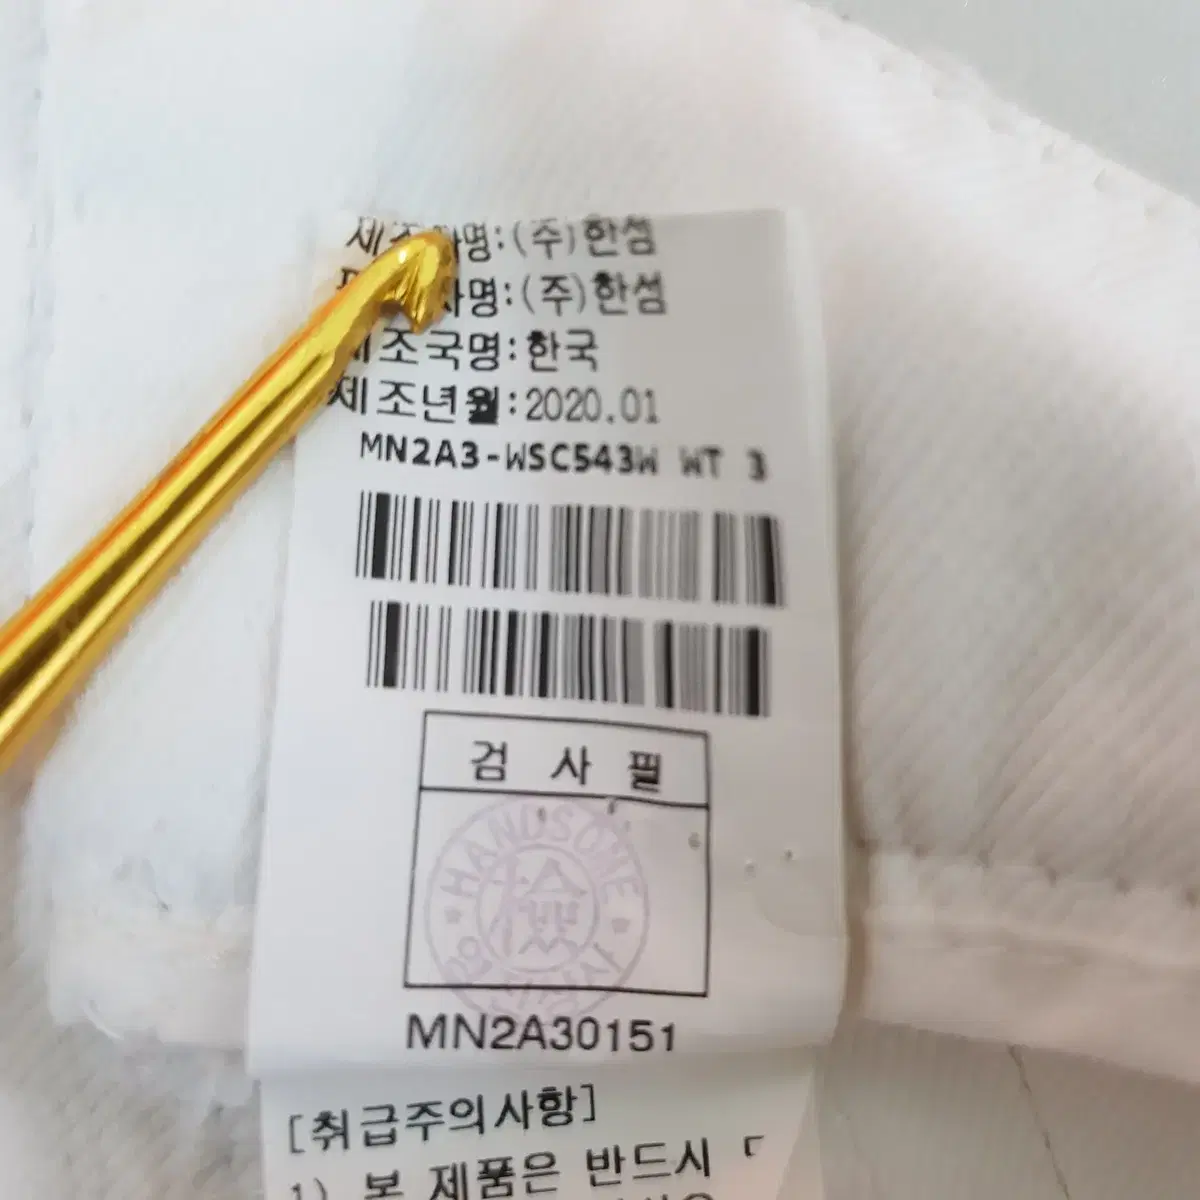 제조자명:(주)한섬
자명:(주)한섬
제조국명:한국
제조년월:2020.01
MN2A3-WSC543W WT 3
검 사 필
HANDSOME
檢
MN2A30151
[취급주의사항]
1) 본 제품은 반드시